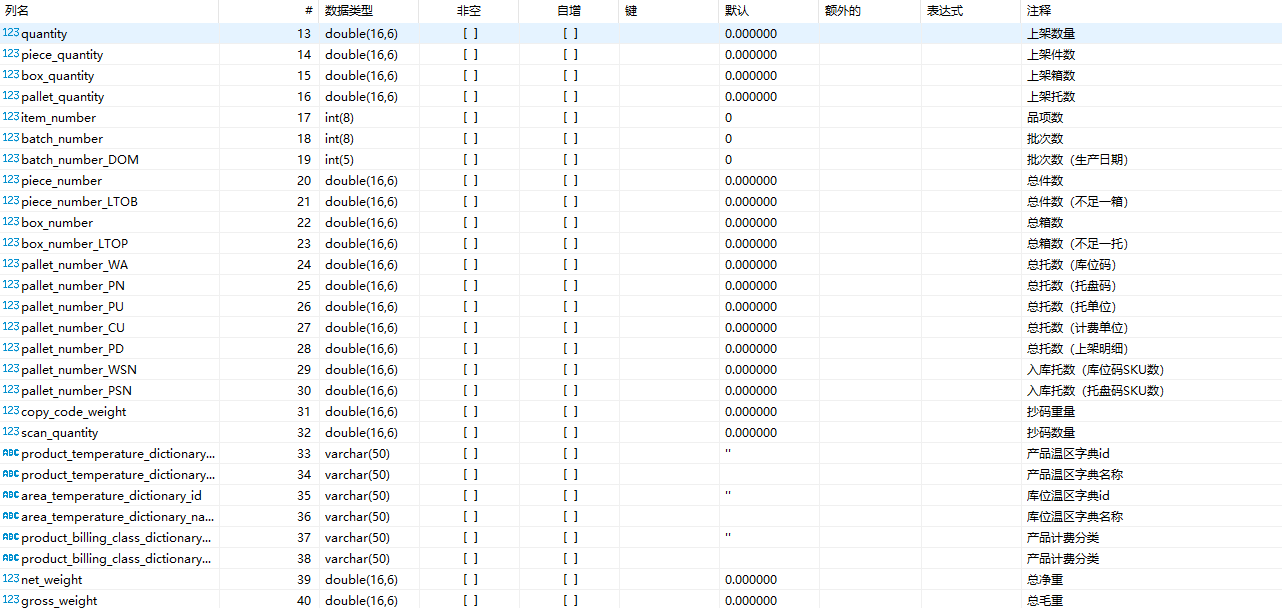 列名 # 数据类型 非空 自增 键 默认 额外的 表达式 注释
123 quantity 13 double(16,6) [ ] [ ] 0.000000 上架数量
123 piece_quantity 14 double(16,6) [ ] [ ] 0.000000 上架件数
123 box_quantity 15 double(16,6) [ ] [ ] 0.000000 上架箱数
123 pallet_quantity 16 double(16,6) [ ] [ ] 0.000000 上架托数
123 item_number 17 int(8) [ ] [ ] 0 品项数
123 batch_number 18 int(8) [ ] [ ] 0 批次数
123 batch_number_DOM 19 int(5) [ ] [ ] 0 批次数（生产日期）
123 piece_number 20 double(16,6) [ ] [ ] 0.000000 总件数
123 piece_number_LTOB 21 double(16,6) [ ] [ ] 0.000000 总件数（不足一箱）
123 box_number 22 double(16,6) [ ] [ ] 0.000000 总箱数
123 box_number_LTOP 23 double(16,6) [ ] [ ] 0.000000 总箱数（不足一托）
123 pallet_number_WA 24 double(16,6) [ ] [ ] 0.000000 总托数（库位码）
123 pallet_number_PN 25 double(16,6) [ ] [ ] 0.000000 总托数（托盘码）
123 pallet_number_PU 26 double(16,6) [ ] [ ] 0.000000 总托数（托单位）
123 pallet_number_CU 27 double(16,6) [ ] [ ] 0.000000 总托数（计费单位）
123 pallet_number_PD 28 double(16,6) [ ] [ ] 0.000000 总托数（上架明细）
123 pallet_number_WSN 29 double(16,6) [ ] [ ] 0.000000 入库托数（库位码SKU数）
123 pallet_number_PSN 30 double(16,6) [ ] [ ] 0.000000 入库托数（托盘码SKU数）
123 copy_code_weight 31 double(16,6) [ ] [ ] 0.000000 抄码重量
123 scan_quantity 32 double(16,6) [ ] [ ] 0.000000 抄码数量
ABC product_temperature_dictionary... 33 varchar(50) [ ] [ ] '' 产品温区字典id
ABC product_temperature_dictionary... 34 varchar(50) [ ] [ ] 产品温区字典名称
ABC area_temperature_dictionary_id 35 varchar(50) [ ] [ ] '' 库位温区字典id
ABC area_temperature_dictionary_na... 36 varchar(50) [ ] [ ] 库位温区字典名称
ABC product_billing_class_dictionary... 37 varchar(50) [ ] [ ] '' 产品计费分类
ABC product_billing_class_dictionary... 38 varchar(50) [ ] [ ] 产品计费分类
123 net_weight 39 double(16,6) [ ] [ ] 0.000000 总净重
123 gross_weight 40 double(16,6) [ ] [ ] 0.000000 总毛重